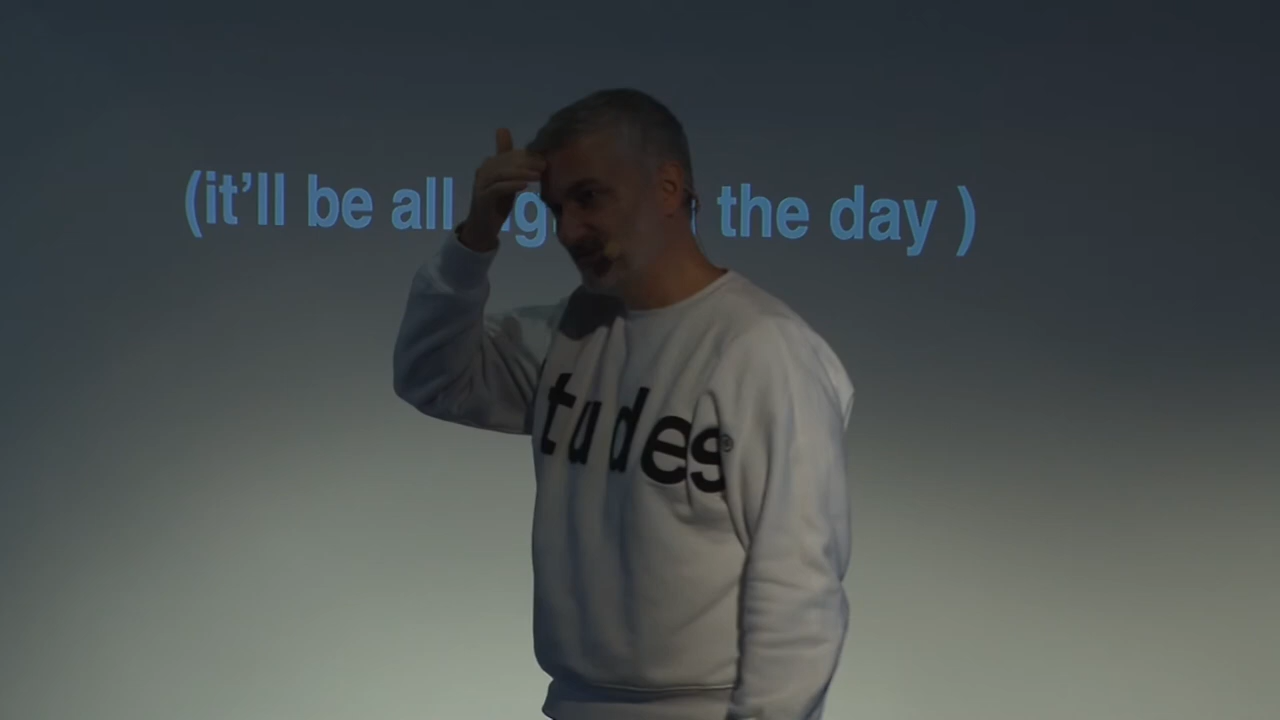 (it’ll be all the day )
tudes®